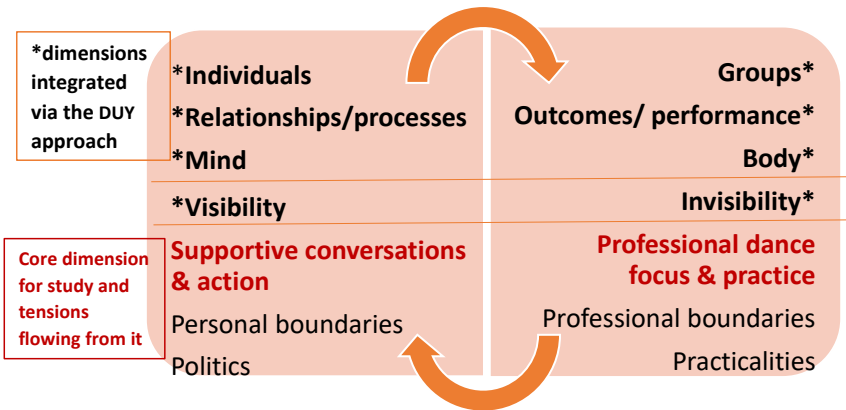 *dimensions
integrated
via the DUY
approach
*Individuals
*Relationships/processes
*Mind
*Visibility
Supportive conversations
& action
Personal boundaries
Politics
Groups*
Outcomes/ performance*
Body*
Invisibility*
Professional dance
focus & practice
Professional boundaries
Practicalities
Core dimension
for study and
tensions
flowing from it